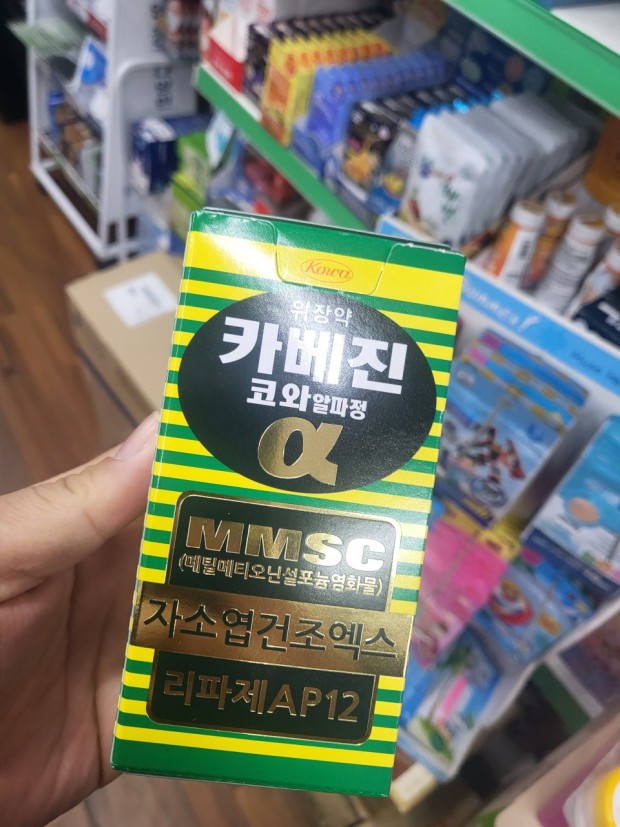 Kowa
위장약
카베진
코와알파정
α
MMSC
(메틸메티오닌설포늄염화물)
자소엽건조엑스
리파제AP12